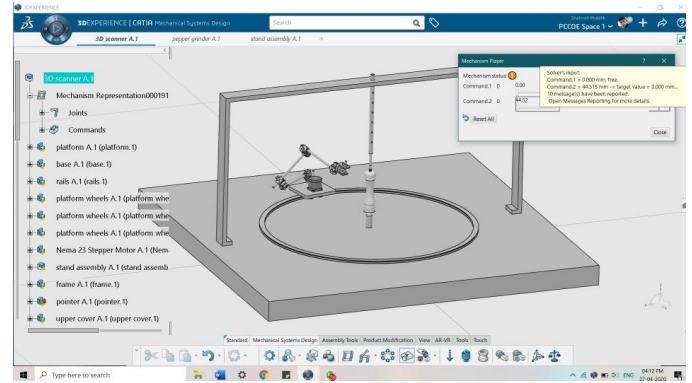 3DEXPERIENCE
3DEXPERIENCE | CATIA Mechanical Systems Design
Search
PCCOE Space 1
3D scanner A.1
pepper grinder A.1
stand assembly A.1
3D scanner A.1
Mechanism Representation000191
Joints
Commands
platform A.1 (platform.1)
base A.1 (base.1)
rails A.1 (rails.1)
platform wheels A.1 (platform whe
platform wheels A.1 (platform whe
platform wheels A.1 (platform whe
Nema 23 Stepper Motor A.1 (Nem
stand assembly A.1 (stand assemb
frame A.1 (frame.1)
pointer A.1 (pointer.1)
upper cover A.1 (upper cover.1)
Mechanism Player
? X
Mechanism status:
Command.1 0 0.00
Command.2 0 44.52
Reset All
Close
Solver's input:
Command.1 = 0.000 mm, free.
Command.2 = 44.515 mm -> target value = 0.000 mm...
10 message(s) have been reported.
Open Messages Reporting for more details.
Standard Mechanical Systems Design Assembly Tools Product Modification View AR-VR Tools Touch
Type here to search
ENG
04:12 PM
27-04-2020